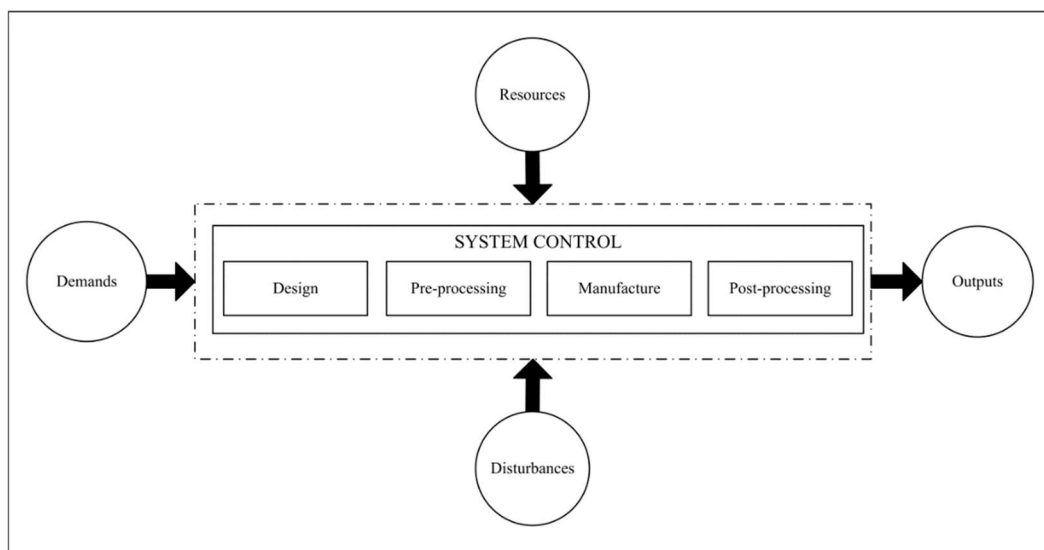 Resources
SYSTEM CONTROL
Demands
Design
Pre-processing
Manufacture
Post-processing
Outputs
Disturbances